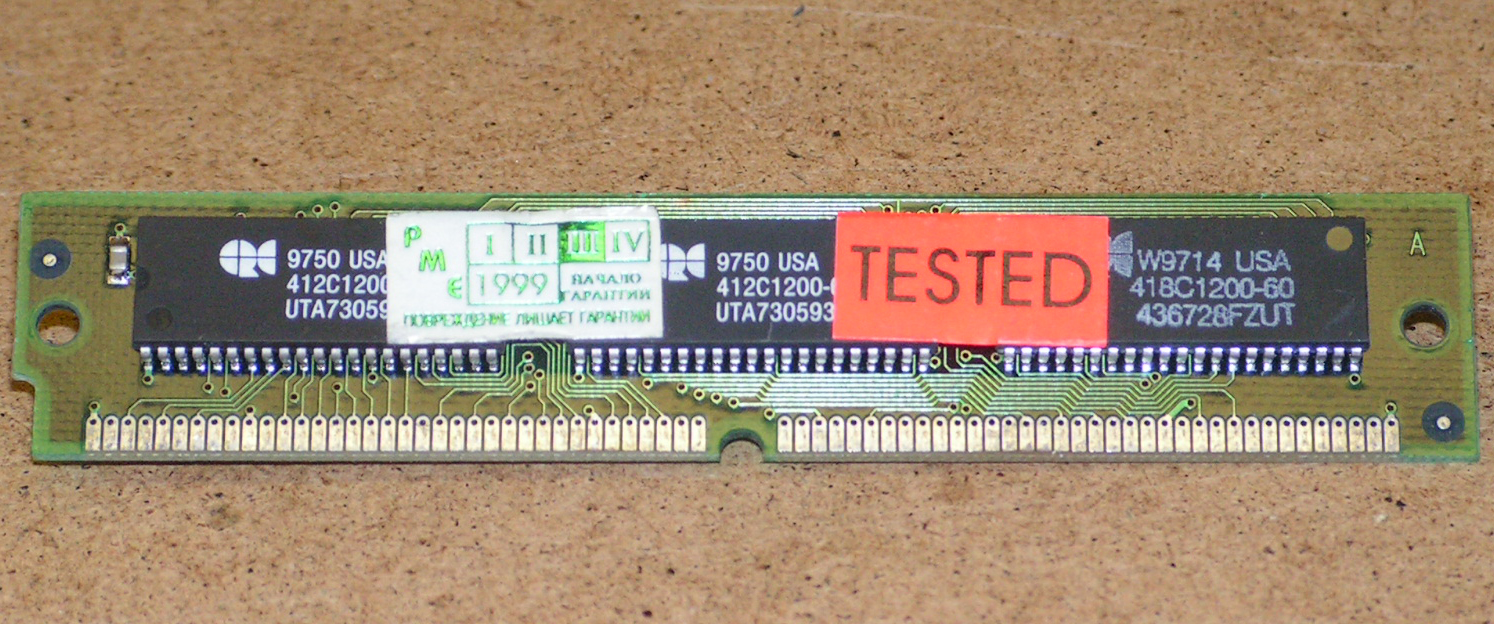 9750 USA
412C1200
UTA73059
Р М Е
I II III IV
1999
НАЧАЛО
ГАРАНТИИ
ПОВРЕЖДЕНИЕ ЛИШАЕТ ГАРАНТИИ
9750 USA
412C1200-
UTA730593
TESTED
W9714 USA
418C1200-60
436728FZUT
A